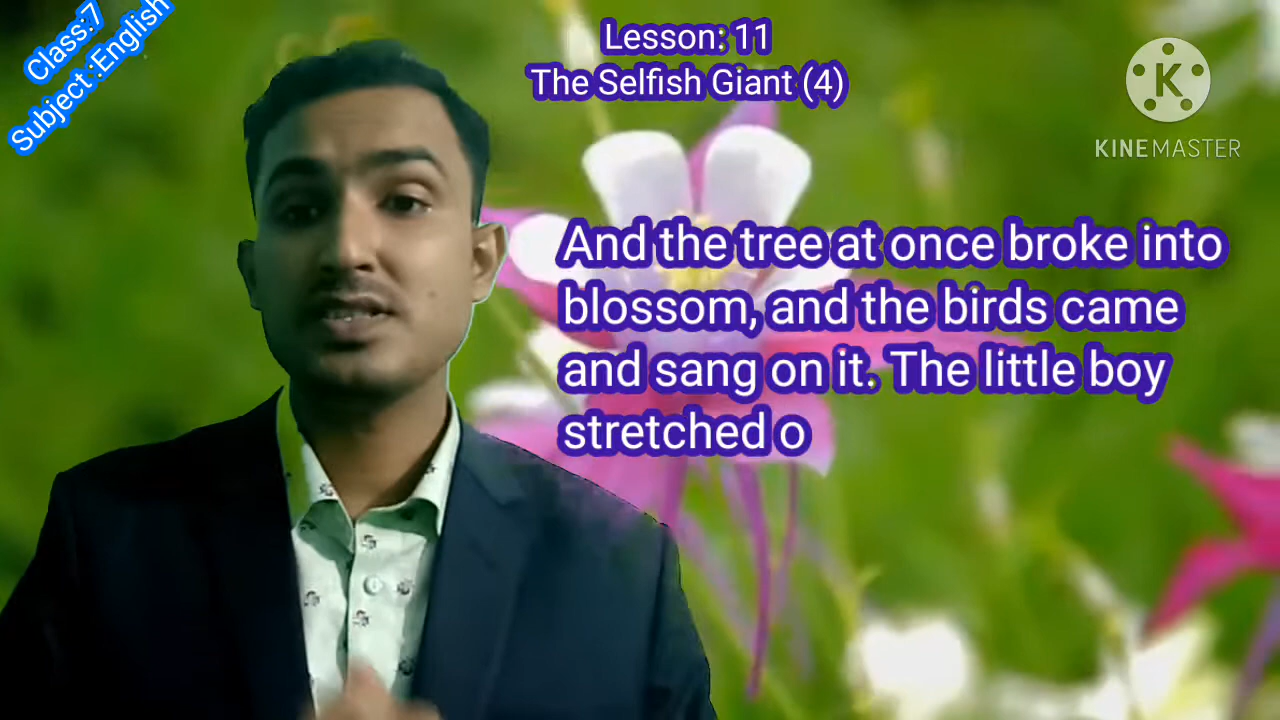 Class:7
Subject :English
Lesson: 11
The Selfish Giant (4)
K
KINEMASTER
And the tree at once broke into
blossom, and the birds came
and sang on it. The little boy
stretched o